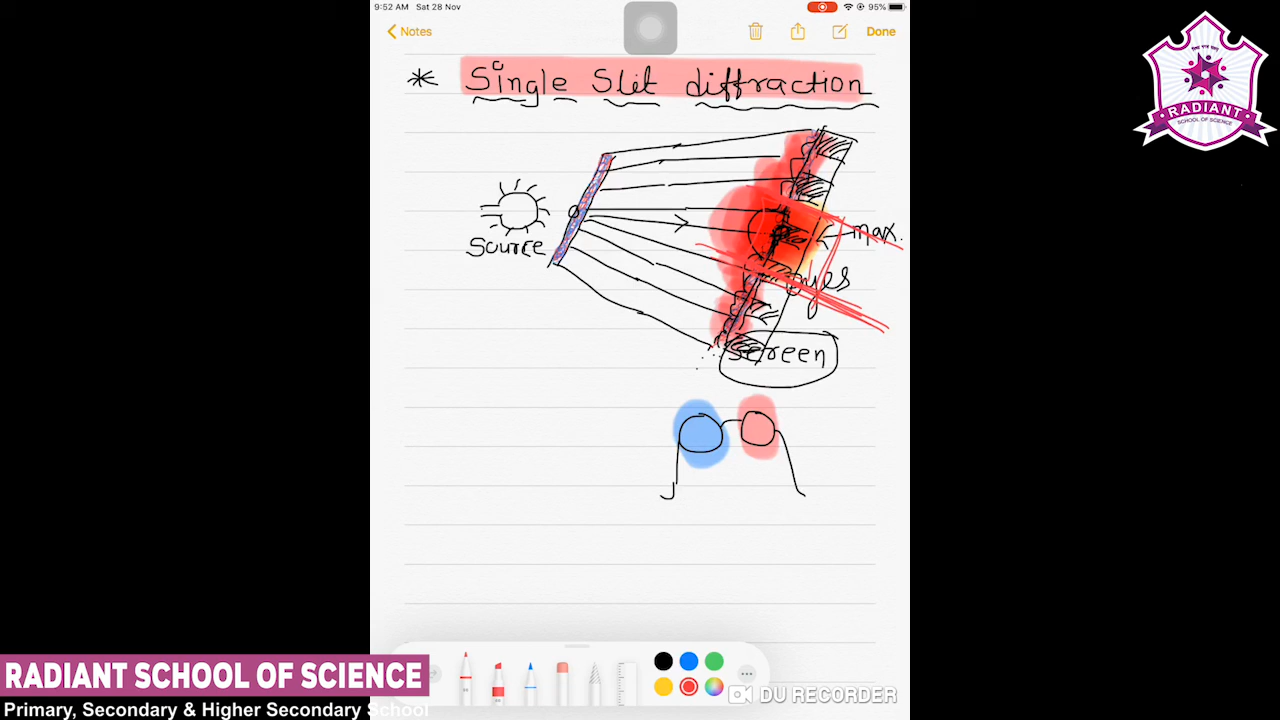 9:52 AM Sat 28 Nov
95%
Notes
Done
* Single Slit diffraction
Source
max.
eyes
screen
RADIANT
SCHOOL OF SCIENCE
RADIANT SCHOOL OF SCIENCE
Primary, Secondary & Higher Secondary School
DU RECORDER